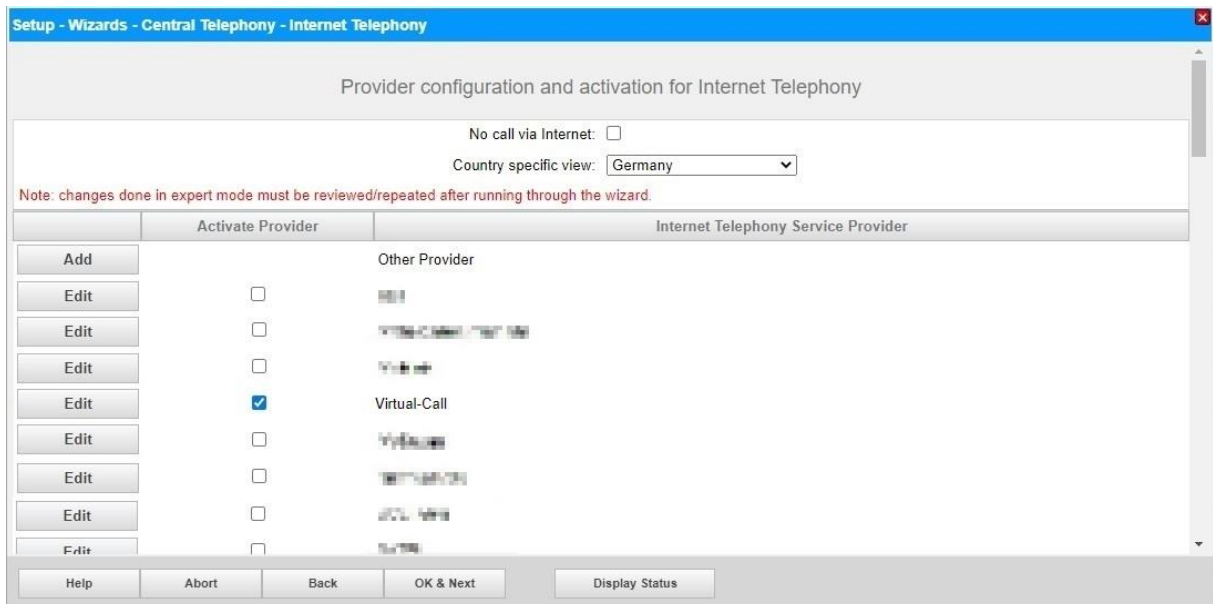 Setup - Wizards - Central Telephony - Internet Telephony
Provider configuration and activation for Internet Telephony
No call via Internet:
Country specific view: Germany
Note: changes done in expert mode must be reviewed/repeated after running through the wizard.
Activate Provider Internet Telephony Service Provider
Add Other Provider
Edit
Edit
Edit
Edit Virtual-Call
Edit
Edit
Edit
Edit
Help Abort Back OK & Next Display Status